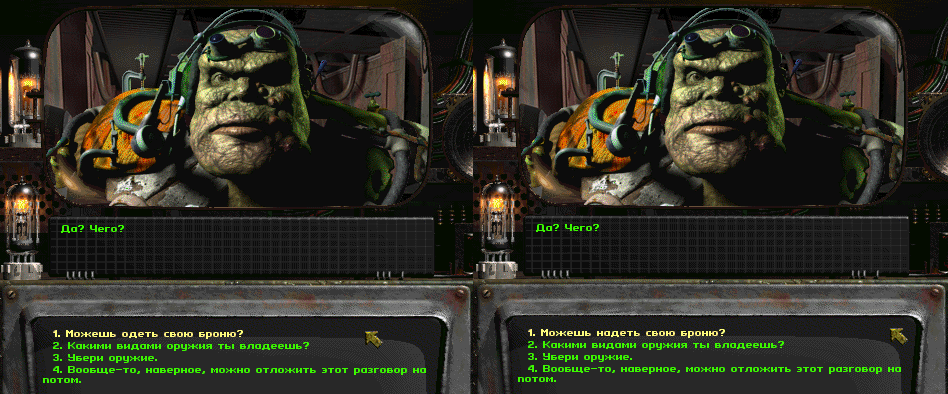 Да? Чего?
1. Можешь одеть свою броню?
2. Какими видами оружия ты владеешь?
3. Убери оружие.
4. Вообще-то, наверное, можно отложить этот разговор на
потом.
Да? Чего?
1. Можешь надеть свою броню?
2. Какими видами оружия ты владеешь?
3. Убери оружие.
4. Вообще-то, наверное, можно отложить этот разговор на
потом.